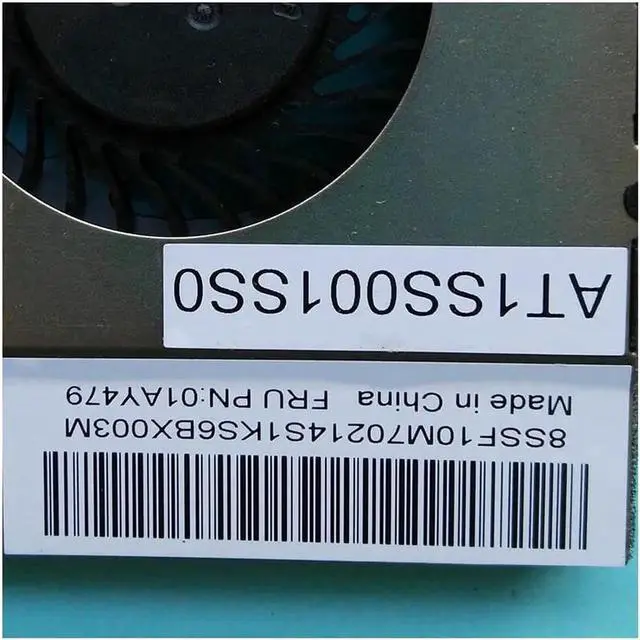 8SSF10M70214S1KS6BX003M
Made in China FRU PN:01AY479
AT1SS001SS0